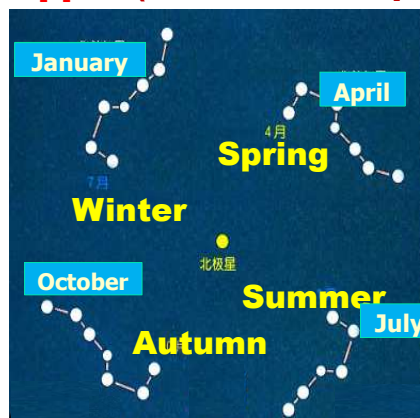 January
April
4月
Spring
7月
Winter
北极星
October
Summer
July
Autumn